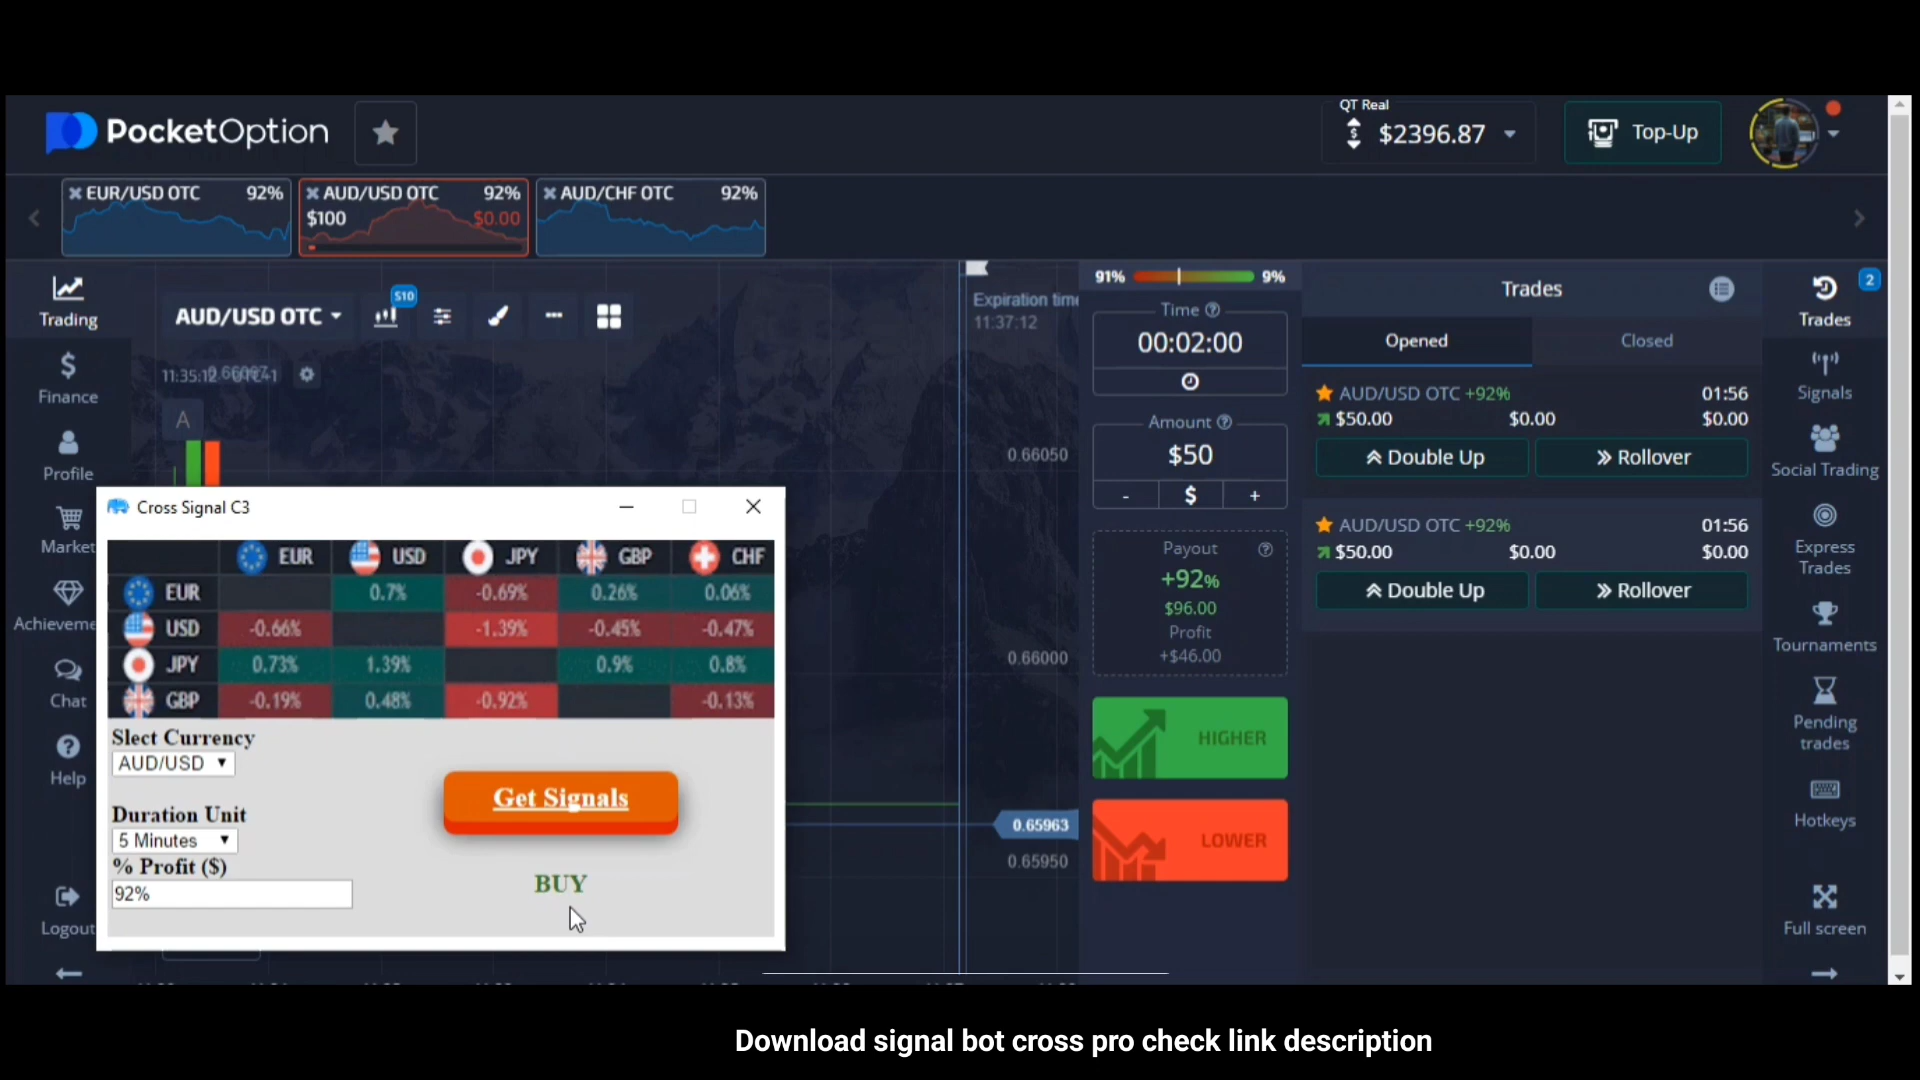 PocketOption
QT Real
$2396.87
Top-Up
EUR/USD OTC 92%
AUD/USD OTC 92%
$100 $0.00
AUD/CHF OTC 92%
Trading
Finance
Profile
Market
Achieveme
Chat
Help
Logout
AUD/USD OTC
S10
11:35:12
A
Expiration time
11:37:12
0.66050
0.66000
0.65963
0.65950
Cross Signal C3
EUR USD JPY GBP CHF
EUR 0.7% -0.69% 0.26% 0.06%
USD -0.66% -1.39% -0.45% -0.47%
JPY 0.73% 1.39% 0.9% 0.8%
GBP -0.19% 0.48% -0.92% -0.13%
Slect Currency
AUD/USD
Duration Unit
5 Minutes
% Profit ($)
92%
Get Signals
BUY
91% 9%
Time
00:02:00
Amount
$50
- $ +
Payout
+92%
$96.00
Profit
+$46.00
HIGHER
LOWER
Trades
Opened Closed
AUD/USD OTC +92% 01:56
$50.00 $0.00 $0.00
Double Up Rollover
AUD/USD OTC +92% 01:56
$50.00 $0.00 $0.00
Double Up Rollover
2
Trades
Signals
Social Trading
Express
Trades
Tournaments
Pending
trades
Hotkeys
Full screen
Download signal bot cross pro check link description